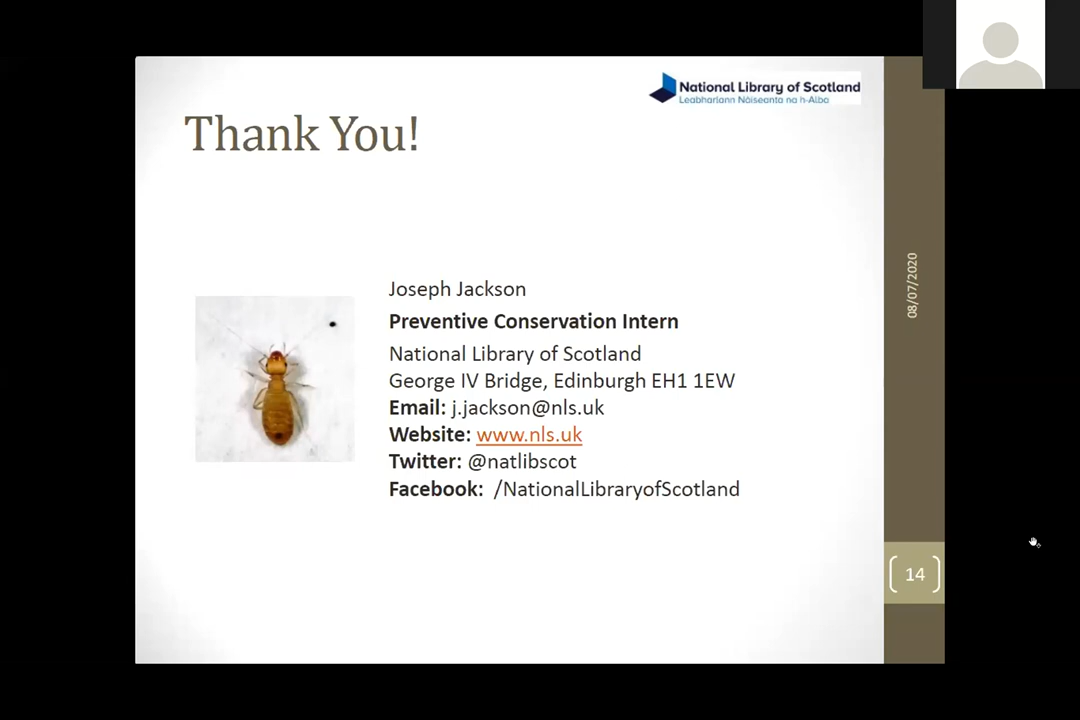 National Library of Scotland
Leabharlann Nàiseanta na h-Alba
Thank You!
Joseph Jackson
Preventive Conservation Intern
National Library of Scotland
George IV Bridge, Edinburgh EH1 1EW
Email: j.jackson@nls.uk
Website: www.nls.uk
Twitter: @natlibscot
Facebook: /NationalLibraryofScotland
08/07/2020
14